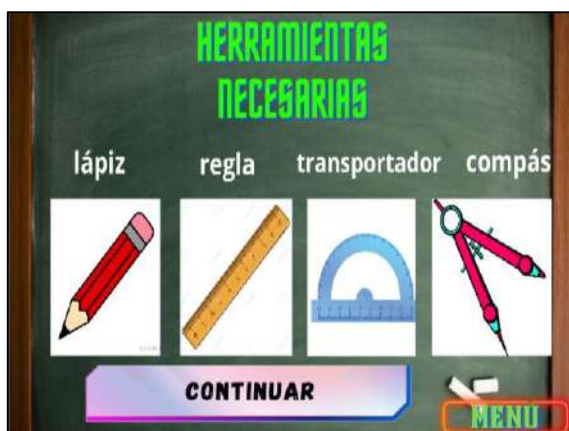 HERRAMIENTAS
NECESARIAS
lápiz regla transportador compás
CONTINUAR
MENU